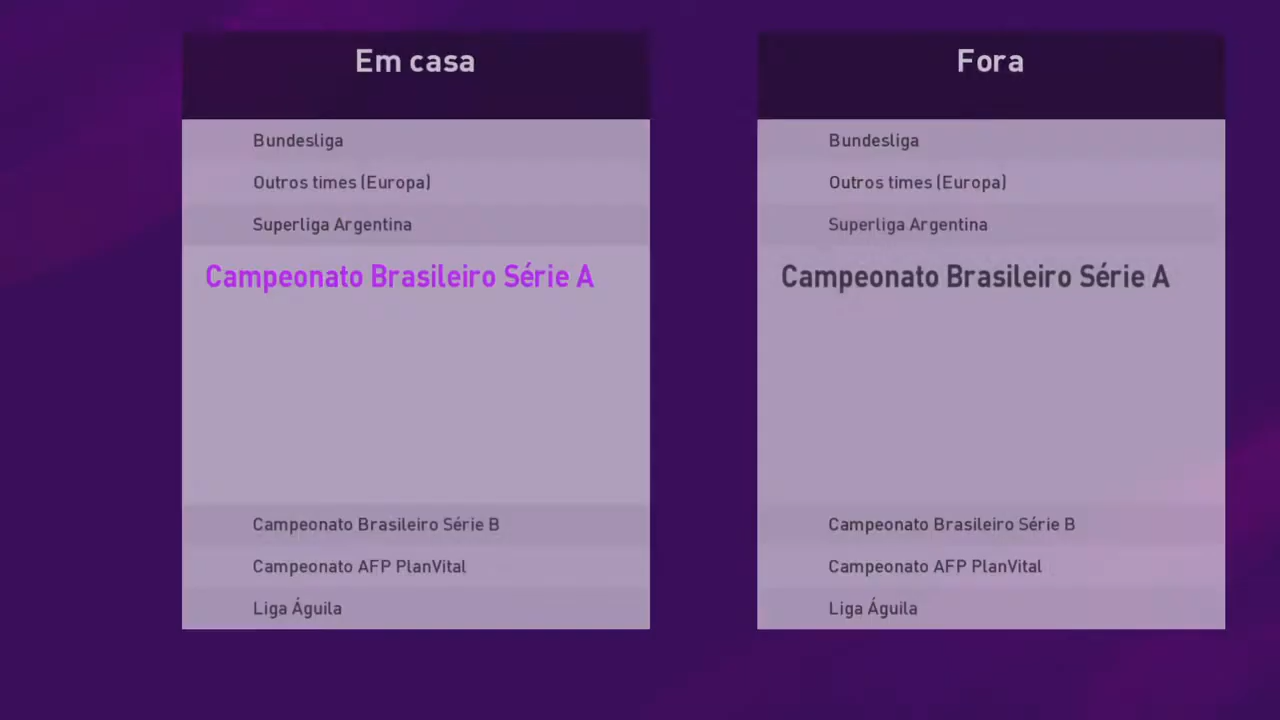 Em casa
Bundesliga
Outros times (Europa)
Superliga Argentina
Campeonato Brasileiro Série A
Campeonato Brasileiro Série B
Campeonato AFP PlanVital
Liga Águila
Fora
Bundesliga
Outros times (Europa)
Superliga Argentina
Campeonato Brasileiro Série A
Campeonato Brasileiro Série B
Campeonato AFP PlanVital
Liga Águila